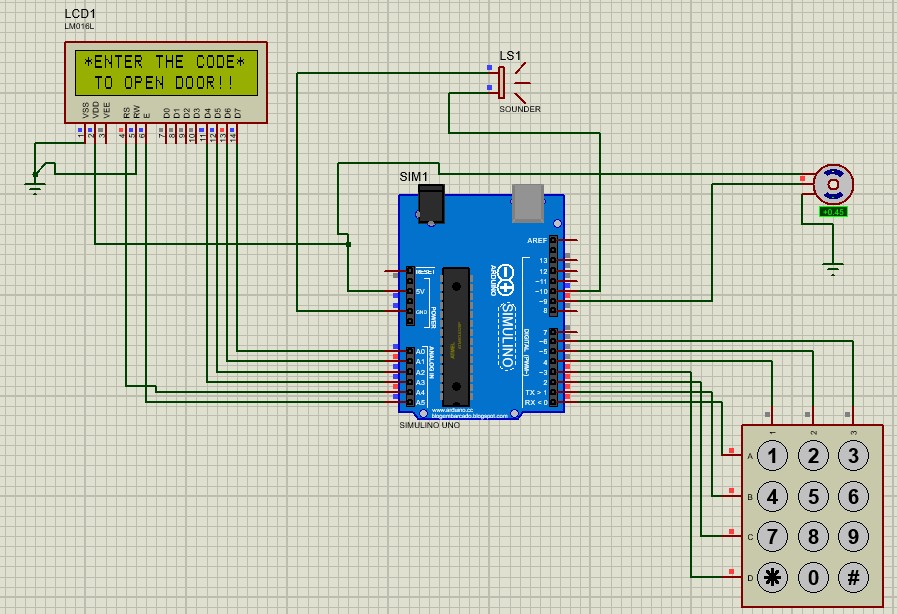 LCD1
LM016L
*ENTER THE CODE*
TO OPEN DOOR!!
VSS VDD VEE RS RW E D0 D1 D2 D3 D4 D5 D6 D7
1 2 3 4 5 6 7 8 9 10 11 12 13 14
LS1
SOUNDER
SIM1
+0.45
AREF
13
12
~11
~10
~9
8
RESET
5V
GND
POWER
ARDUINO
SIMULINO
DIGITAL (PWM~)
7
~6
~5
4
~3
2
TX > 1
RX < 0
ANALOG IN
A0
A1
A2
A3
A4
A5
www.arduino.cc
blogembarcado.blogspot.com
SIMULINO UNO
1 2 3
A 1 2 3
B 4 5 6
C 7 8 9
D * 0 #